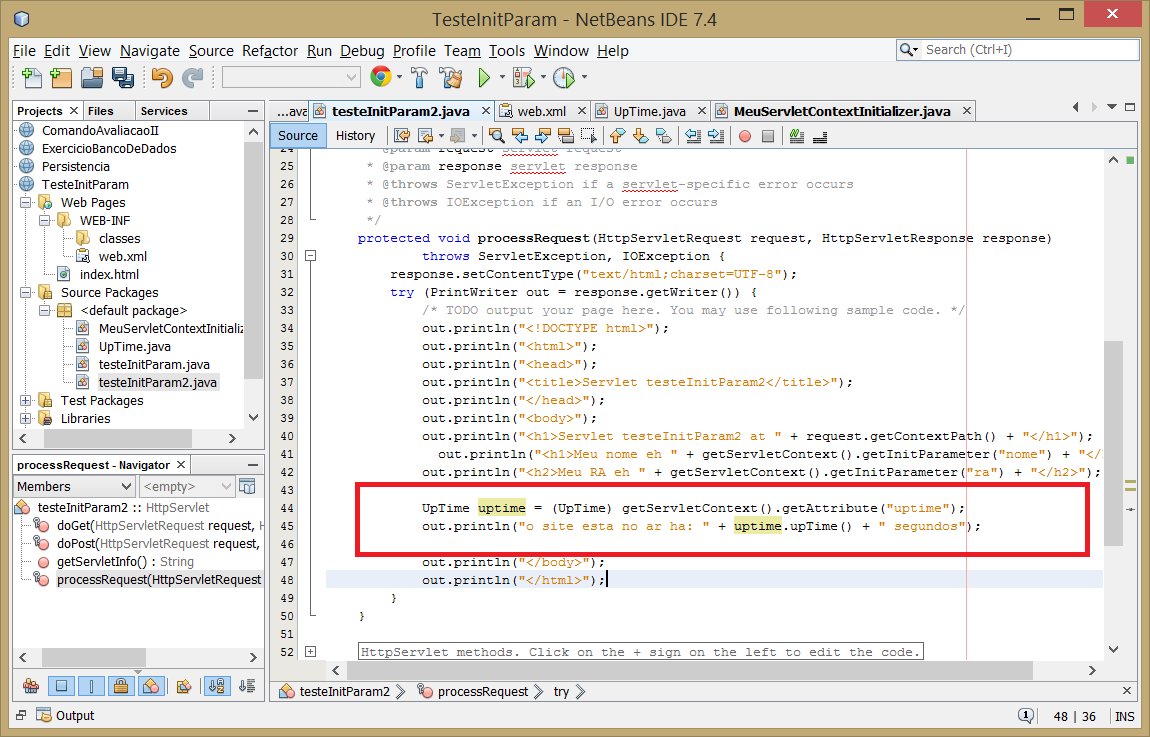 TesteInitParam - NetBeans IDE 7.4
File Edit View Navigate Source Refactor Run Debug Profile Team Tools Window Help
Search (Ctrl+I)
Projects Files Services
ComandoAvaliacaoII
ExercicioBancoDeDados
Persistencia
TesteInitParam
Web Pages
WEB-INF
classes
web.xml
index.html
Source Packages
<default package>
MeuServletContextInitializ
UpTime.java
testeInitParam.java
testeInitParam2.java
Test Packages
Libraries
processRequest - Navigator
Members <empty>
testeInitParam2 :: HttpServlet
doGet(HttpServletRequest request, H
doPost(HttpServletRequest request,
getServletInfo() : String
processRequest(HttpServletRequest
...ava testeInitParam2.java web.xml UpTime.java MeuServletContextInitializer.java
Source History
24 * @param request servlet request
25 * @param response servlet response
26 * @throws ServletException if a servlet-specific error occurs
27 * @throws IOException if an I/O error occurs
28 */
29 protected void processRequest(HttpServletRequest request, HttpServletResponse response)
30 throws ServletException, IOException {
31 response.setContentType("text/html;charset=UTF-8");
32 try (PrintWriter out = response.getWriter()) {
33 /* TODO output your page here. You may use following sample code. */
34 out.println("<!DOCTYPE html>");
35 out.println("<html>");
36 out.println("<head>");
37 out.println("<title>Servlet testeInitParam2</title>");
38 out.println("</head>");
39 out.println("<body>");
40 out.println("<h1>Servlet testeInitParam2 at " + request.getContextPath() + "</h1>");
41 out.println("<h1>Meu nome eh " + getServletContext().getInitParameter("nome") + "</
42 out.println("<h2>Meu RA eh " + getServletContext().getInitParameter("ra") + "</h2>");
43
44 UpTime uptime = (UpTime) getServletContext().getAttribute("uptime");
45 out.println("o site esta no ar ha: " + uptime.upTime() + " segundos");
46
47 out.println("</body>");
48 out.println("</html>");
49 }
50 }
51
52 HttpServlet methods. Click on the + sign on the left to edit the code.
testeInitParam2 processRequest try
Output
1 48 | 36 INS